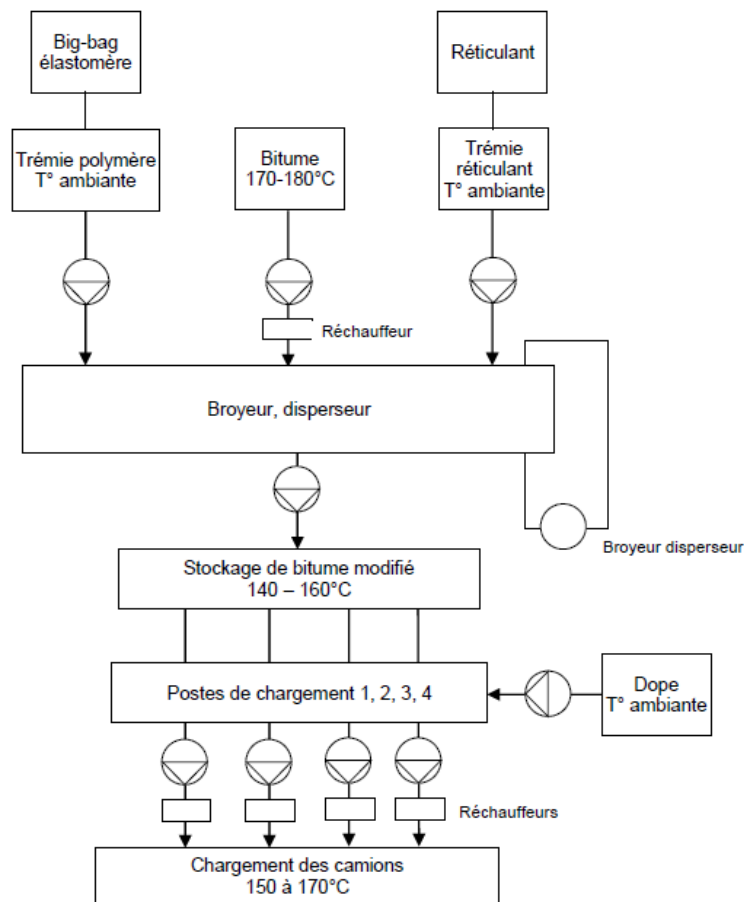 Big-bag
élastomère
Réticulant
Trémie polymère
T° ambiante
Bitume
170-180°C
Trémie
réticulant
T° ambiante
Réchauffeur
Broyeur, disperseur
Broyeur disperseur
Stockage de bitume modifié
140 – 160°C
Postes de chargement 1, 2, 3, 4
Dope
T° ambiante
Réchauffeurs
Chargement des camions
150 à 170°C